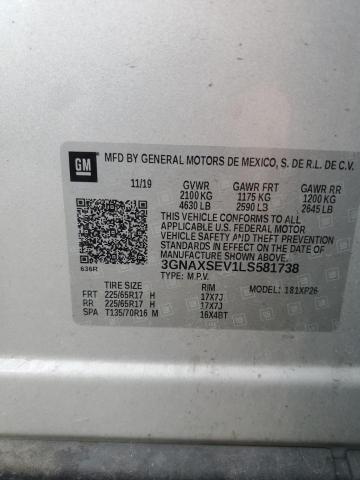 GM
MFD BY GENERAL MOTORS DE MEXICO, S. DE R.L. DE C.V.
11/19 GVWR GAWR FRT GAWR RR
2100 KG 1175 KG 1200 KG
4630 LB 2590 LB 2645 LB
THIS VEHICLE CONFORMS TO ALL
APPLICABLE U.S. FEDERAL MOTOR
VEHICLE SAFETY AND THEFT
PREVENTION STANDARDS IN EFFECT
ON THE DATE OF MANUFACTURE
SHOWN ABOVE.
3GNAXSEV1LS581738
636R TYPE: M.P.V.
TIRE SIZE RIM MODEL: 181XP26
FRT 225/65R17 H 17X7J
RR 225/65R17 H 17X7J
SPA T135/70R16 M 16X4BT